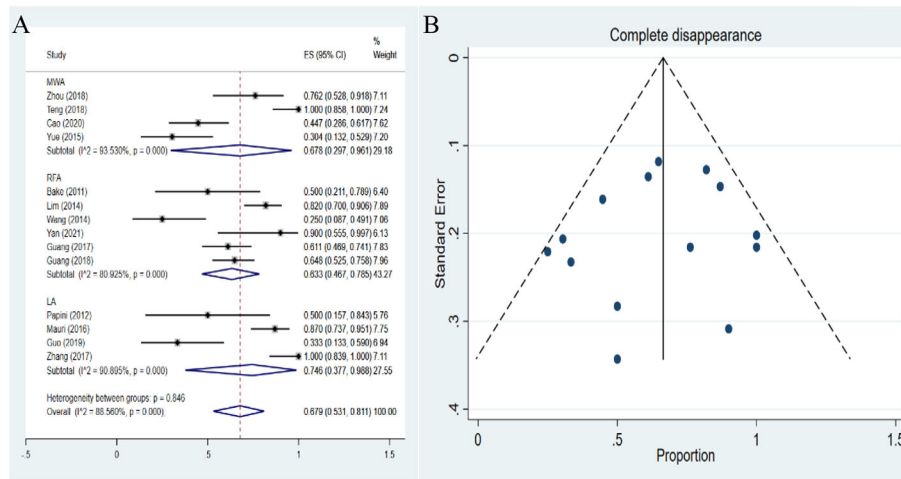 A
%
Study ES (95% CI) Weight
MWA
Zhou (2018) 0.762 (0.528, 0.918) 7.11
Teng (2018) 1.000 (0.858, 1.000) 7.24
Cao (2020) 0.447 (0.286, 0.617) 7.62
Yue (2015) 0.304 (0.132, 0.529) 7.20
Subtotal (I^2 = 93.530%, p = 0.000) 0.678 (0.297, 0.961) 29.18
RFA
Bako (2011) 0.500 (0.211, 0.789) 6.40
Lim (2014) 0.820 (0.700, 0.906) 7.89
Wang (2014) 0.250 (0.087, 0.491) 7.06
Yan (2021) 0.900 (0.555, 0.997) 6.13
Guang (2017) 0.611 (0.469, 0.741) 7.83
Guang (2018) 0.648 (0.525, 0.758) 7.96
Subtotal (I^2 = 80.925%, p = 0.000) 0.633 (0.467, 0.785) 43.27
LA
Papini (2012) 0.500 (0.157, 0.843) 5.76
Mauri (2016) 0.870 (0.737, 0.951) 7.75
Guo (2019) 0.333 (0.133, 0.590) 6.94
Zhang (2017) 1.000 (0.839, 1.000) 7.11
Subtotal (I^2 = 90.895%, p = 0.000) 0.746 (0.377, 0.988) 27.55
Heterogeneity between groups: p = 0.846
Overall (I^2 = 88.560%, p = 0.000); 0.679 (0.531, 0.811) 100.00
-.5 0 .5 1 1.5
B
Complete disappearance
Standard Error
0
.1
.2
.3
.4
0 .5 1 1.5
Proportion